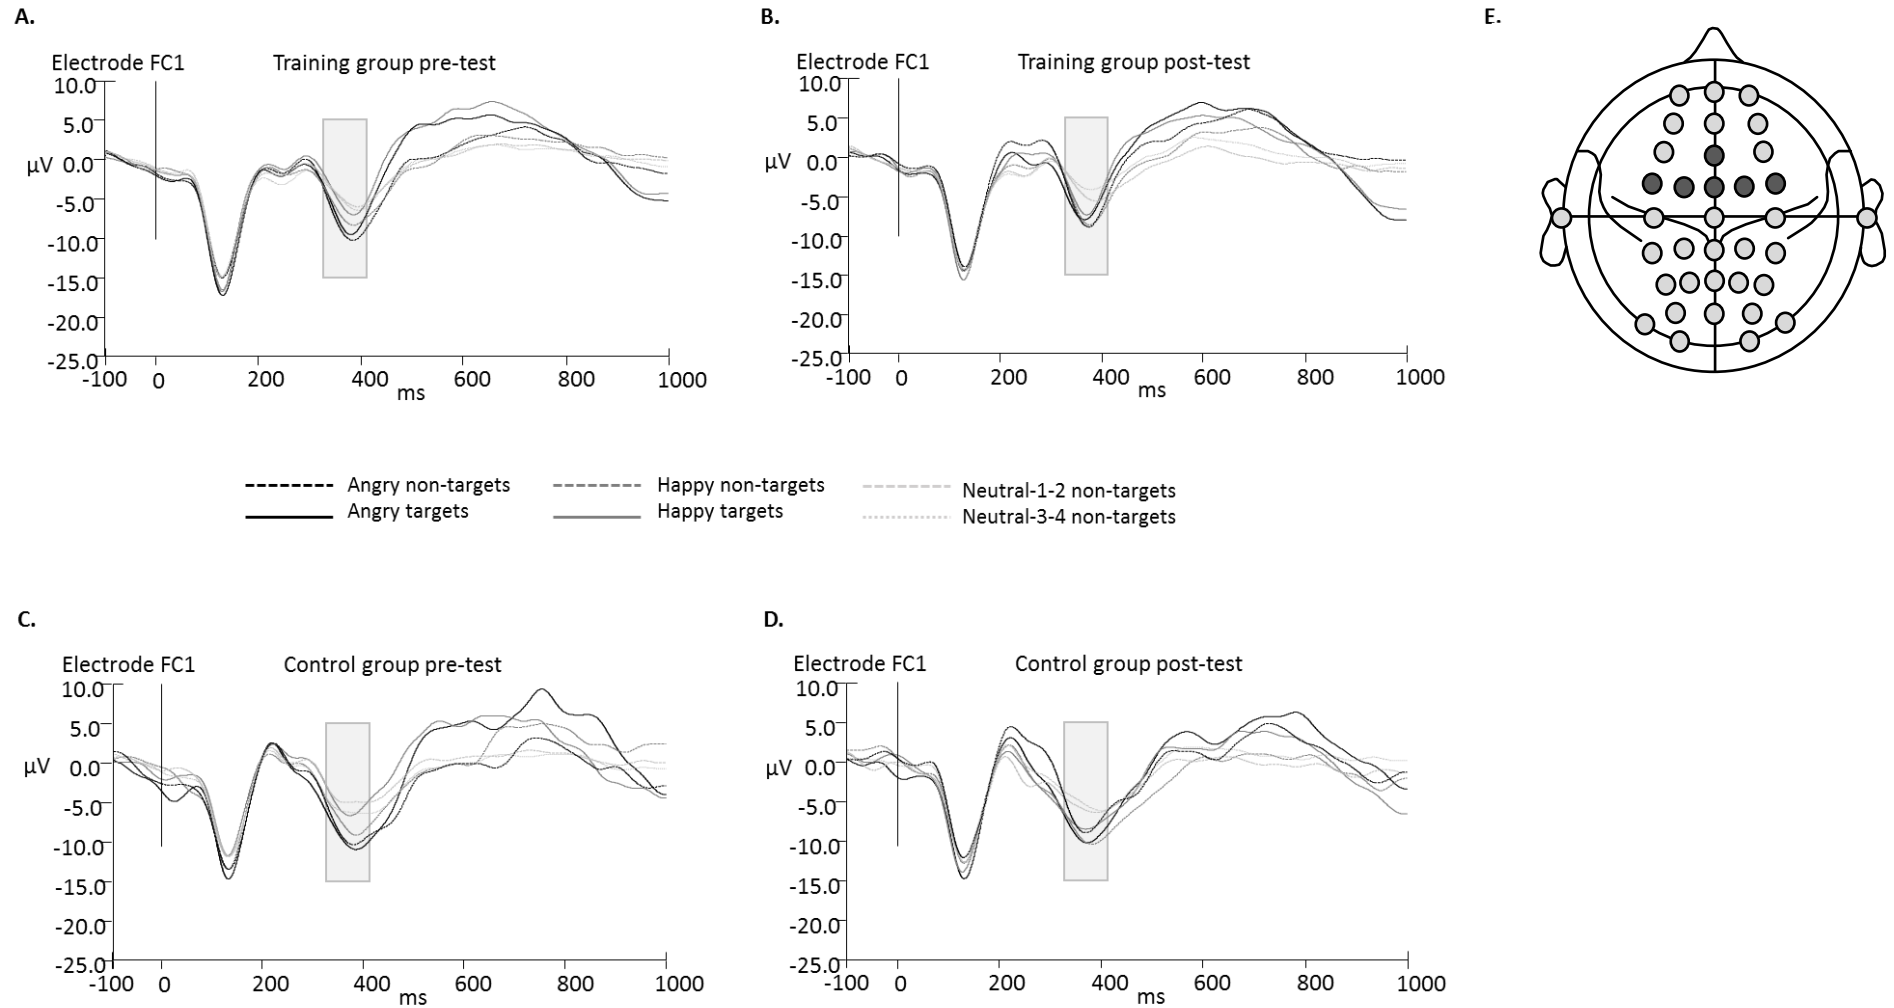 A.
Electrode FC1 Training group pre-test
10.0
5.0
µV 0.0
-5.0
-10.0
-15.0
-20.0
-25.0
-100 0 200 400 600 800 1000
ms
B.
Electrode FC1 Training group post-test
10.0
5.0
µV 0.0
-5.0
-10.0
-15.0
-20.0
-25.0
-100 0 200 400 600 800 1000
ms
E.
Angry non-targets
Angry targets
Happy non-targets
Happy targets
Neutral-1-2 non-targets
Neutral-3-4 non-targets
C.
Electrode FC1 Control group pre-test
10.0
5.0
µV 0.0
-5.0
-10.0
-15.0
-20.0
-25.0
-100 0 200 400 600 800 1000
ms
D.
Electrode FC1 Control group post-test
10.0
5.0
µV 0.0
-5.0
-10.0
-15.0
-20.0
-25.0
-100 0 200 400 600 800 1000
ms